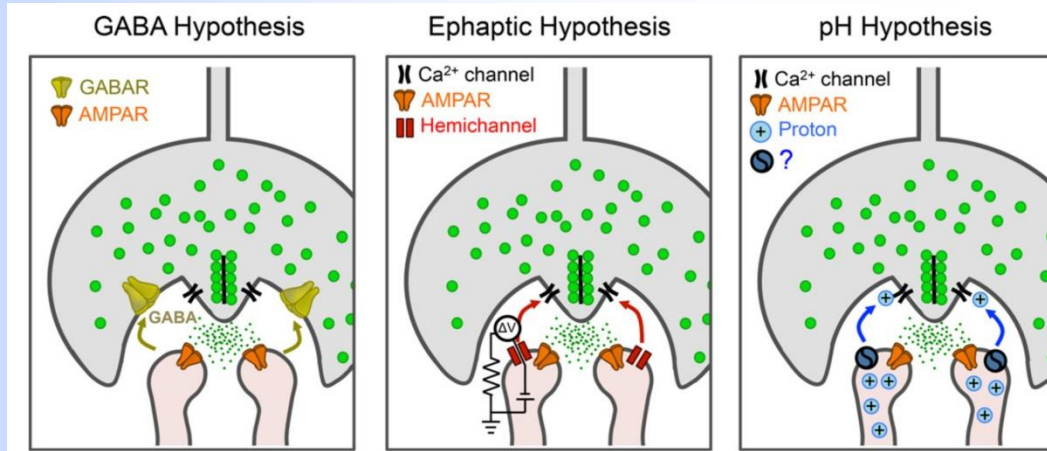 GABA Hypothesis
GABAR
AMPAR
GABA
Ephaptic Hypothesis
Ca²⁺ channel
AMPAR
Hemichannel
ΔV
pH Hypothesis
Ca²⁺ channel
AMPAR
+ Proton
?